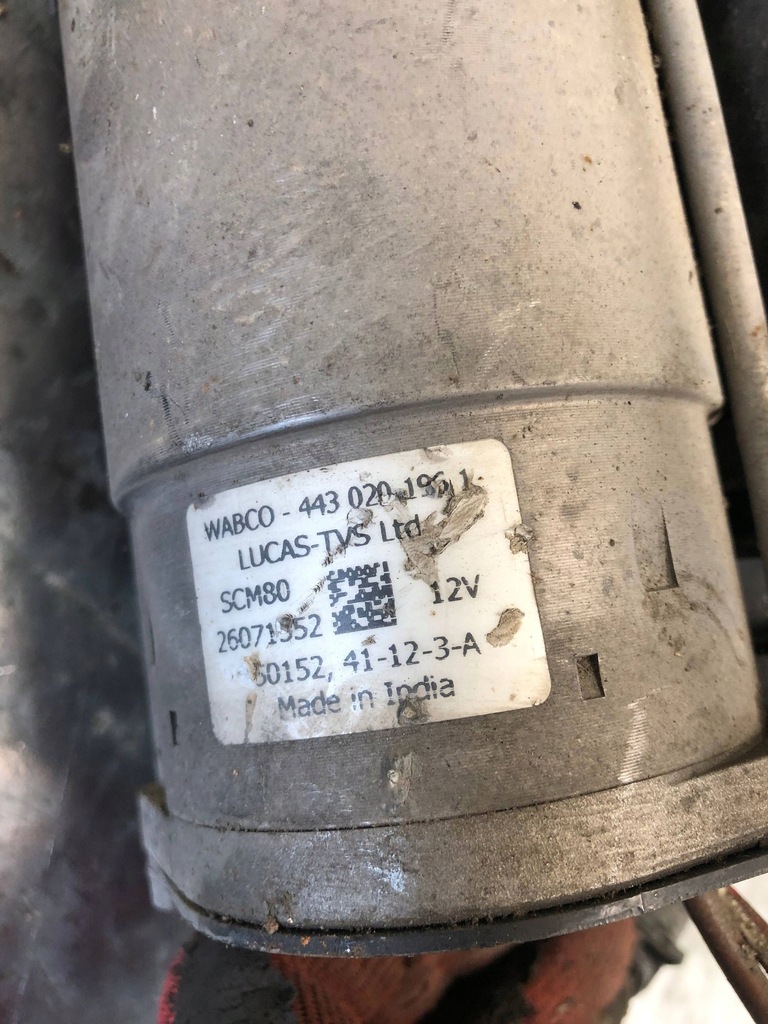 WABCO - 443 020 196 1
LUCAS-TVS Ltd
SCM80
12V
26071352
60152, 41-12-3-A
Made in India